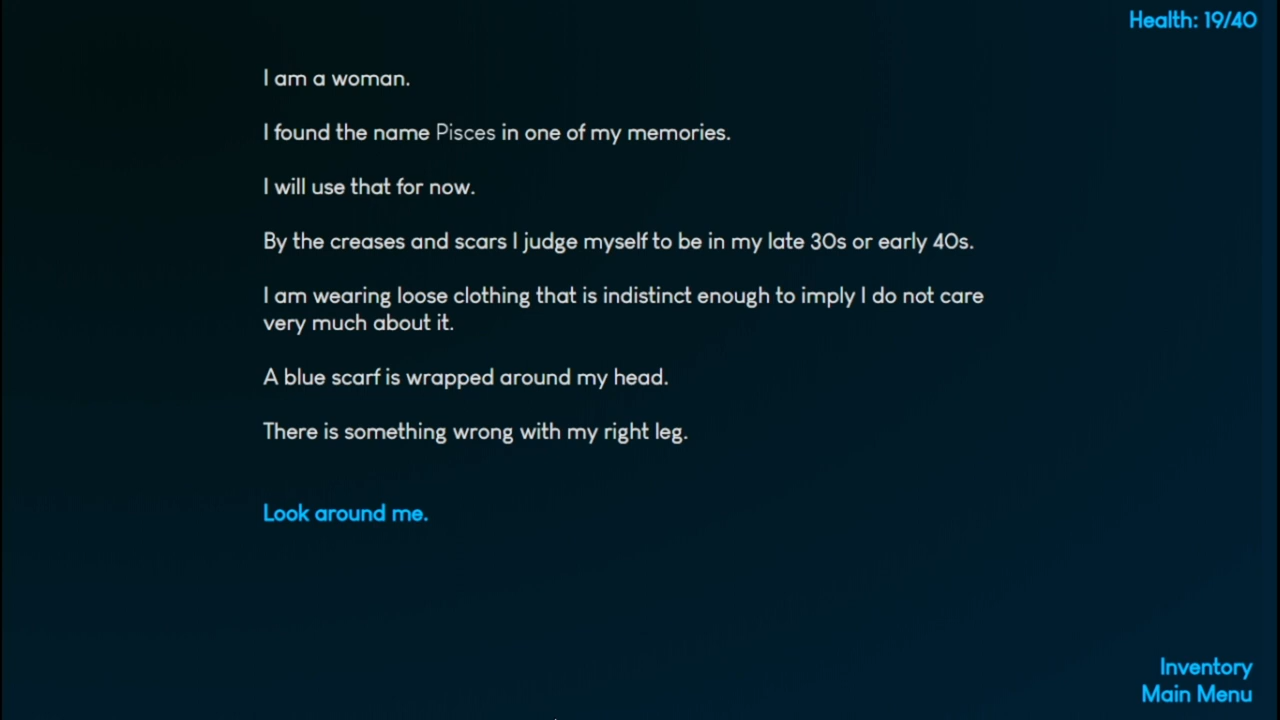 Health: 19/40
I am a woman.
I found the name Pisces in one of my memories.
I will use that for now.
By the creases and scars I judge myself to be in my late 30s or early 40s.
I am wearing loose clothing that is indistinct enough to imply I do not care
very much about it.
A blue scarf is wrapped around my head.
There is something wrong with my right leg.
Look around me.
Inventory
Main Menu